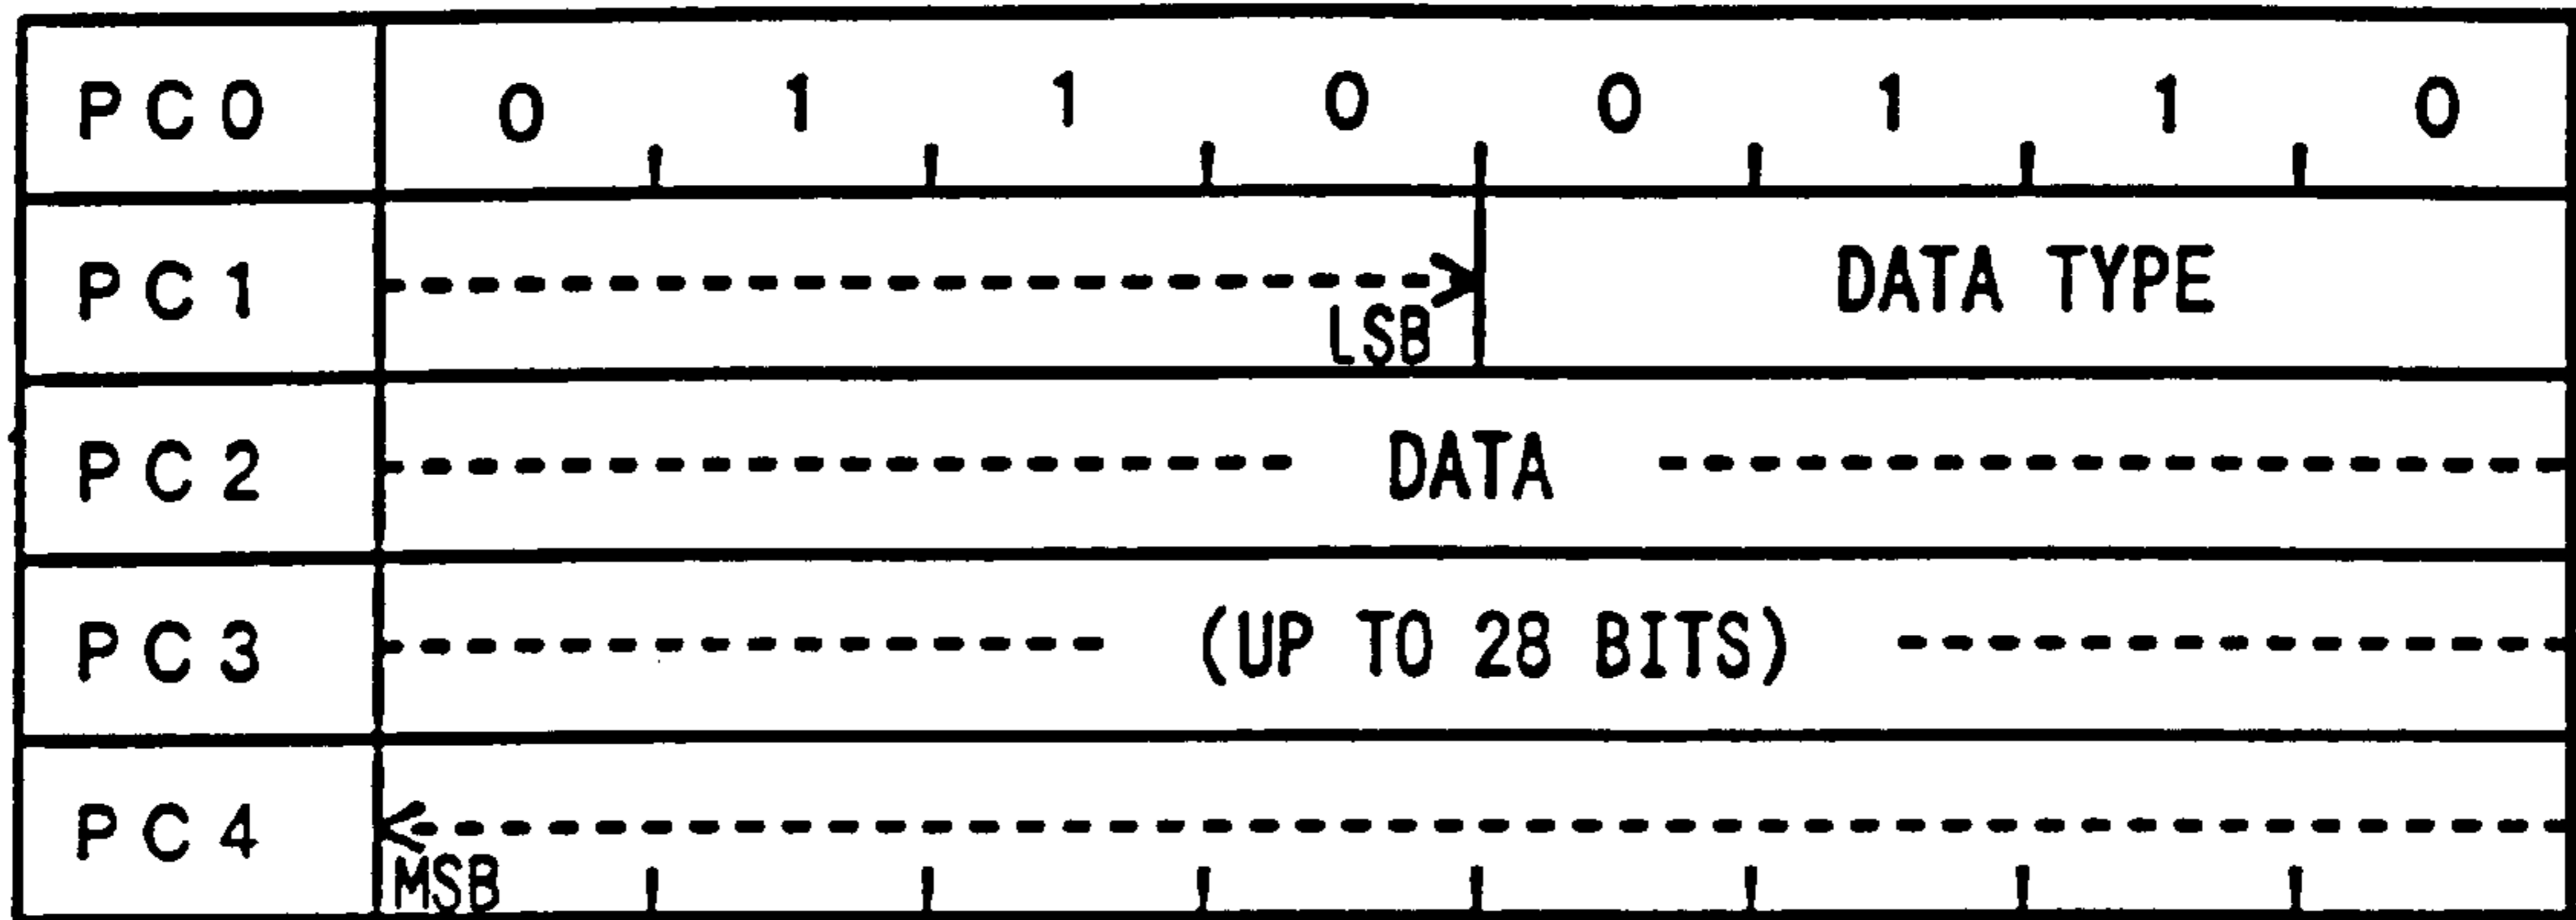 PC0 0 1 1 0 0 1 1 0
PC1 DATA TYPE
LSB
PC2 DATA
PC3 (UP TO 28 BITS)
PC4
MSB